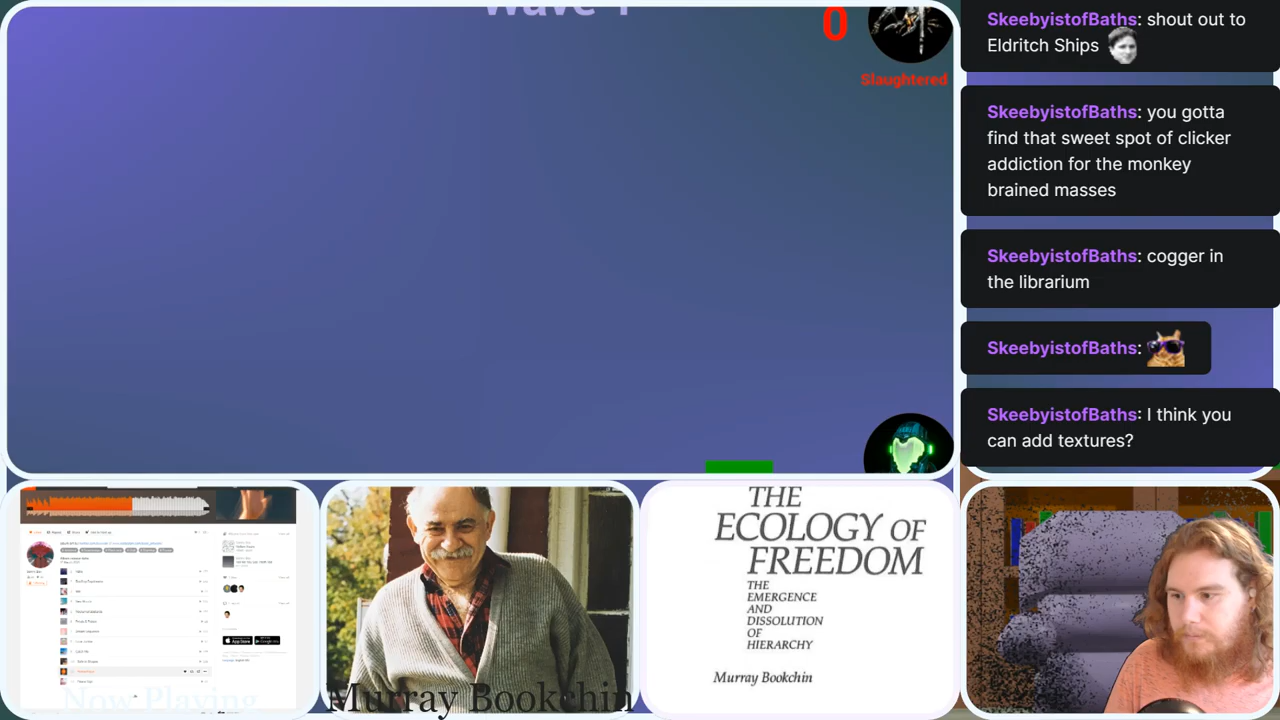 Wave 1
0
Slaughtered
SkeebyistofBaths: shout out to
Eldritch Ships
SkeebyistofBaths: you gotta
find that sweet spot of clicker
addiction for the monkey
brained masses
SkeebyistofBaths: cogger in
the librarium
SkeebyistofBaths:
SkeebyistofBaths: I think you
can add textures?
Now Playing
Murray Bookchin
THE
ECOLOGY OF
FREEDOM
THE
EMERGENCE
AND
DISSOLUTION
OF
HIERARCHY
Murray Bookchin